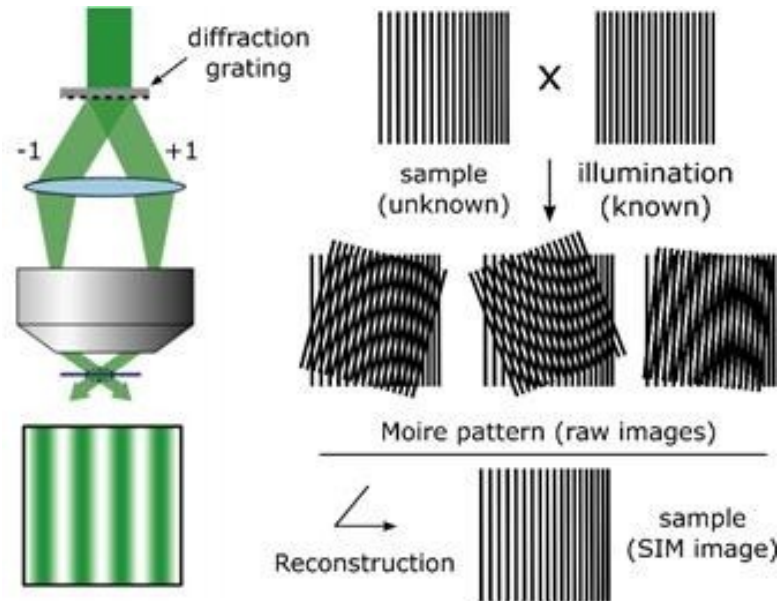 diffraction
grating
-1
+1
X
sample
(unknown)
illumination
(known)
Moire pattern (raw images)
Reconstruction
sample
(SIM image)